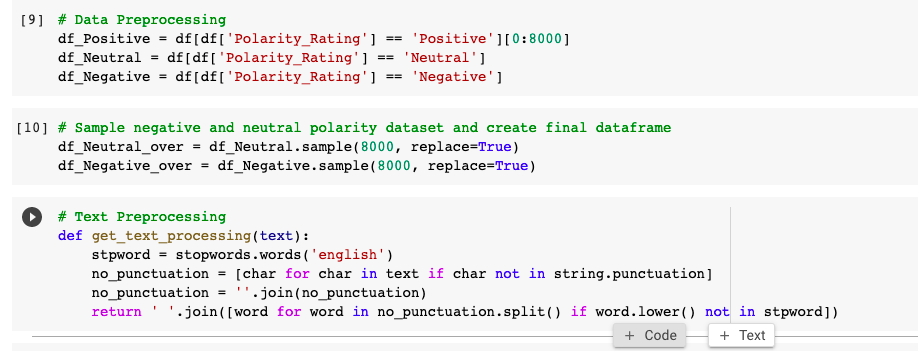 [9] # Data Preprocessing
df_Positive = df[df['Polarity_Rating'] == 'Positive'][0:8000]
df_Neutral = df[df['Polarity_Rating'] == 'Neutral']
df_Negative = df[df['Polarity_Rating'] == 'Negative']
[10] # Sample negative and neutral polarity dataset and create final dataframe
df_Neutral_over = df_Neutral.sample(8000, replace=True)
df_Negative_over = df_Negative.sample(8000, replace=True)
# Text Preprocessing
def get_text_processing(text):
    stpword = stopwords.words('english')
    no_punctuation = [char for char in text if char not in string.punctuation]
    no_punctuation = ''.join(no_punctuation)
    return ' '.join([word for word in no_punctuation.split() if word.lower() not in stpword])
+ Code + Text